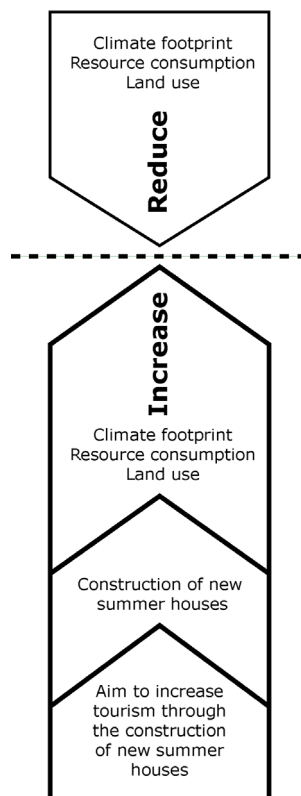 Climate footprint
Resource consumption
Land use
Reduce
Increase
Climate footprint
Resource consumption
Land use
Construction of new
summer houses
Aim to increase
tourism through
the construction
of new summer
houses